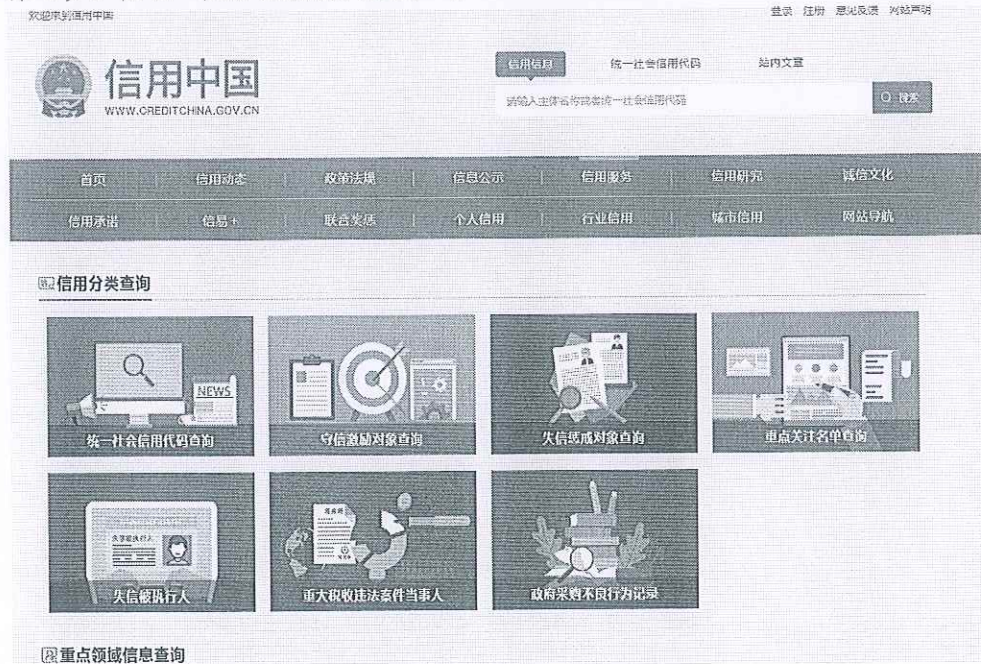 欢迎来到信用中国
登录 注册 意见反馈 网站声明
信用信息 统一社会信用代码 站内文章
信用中国
WWW.CREDITCHINA.GOV.CN
请输入主体名称或者统一社会信用代码
搜索
首页 信用动态 政策法规 信息公示 信用服务 信用研究 诚信文化
信用承诺 信易+ 联合奖惩 个人信用 行业信用 城市信用 网站导航
信用分类查询
NEWS
统一社会信用代码查询
守信激励对象查询
失信惩戒对象查询
重点关注名单查询
失信被执行人
失信被执行人
重大税收违法案件当事人
政府采购不良行为记录
重点领域信息查询